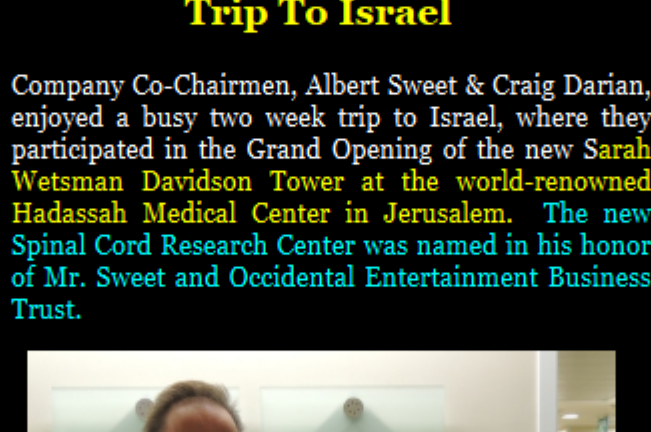 Trip To Israel
Company Co-Chairmen, Albert Sweet & Craig Darian,
enjoyed a busy two week trip to Israel, where they
participated in the Grand Opening of the new Sarah
Wetsman Davidson Tower at the world-renowned
Hadassah Medical Center in Jerusalem. The new
Spinal Cord Research Center was named in his honor
of Mr. Sweet and Occidental Entertainment Business
Trust.